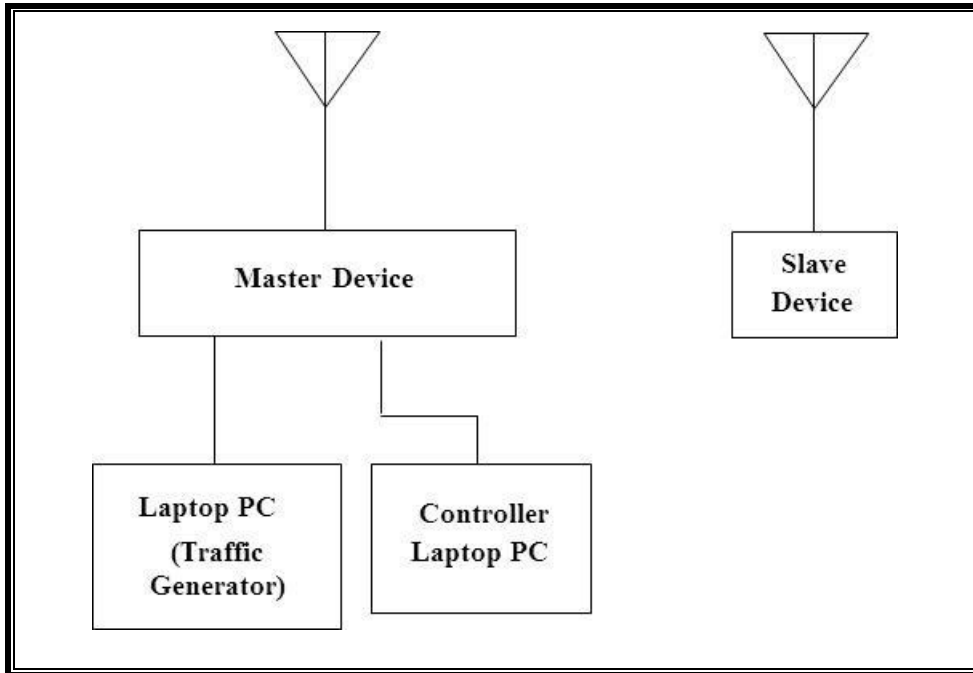 Master Device
Slave
Device
Laptop PC
(Traffic
Generator)
Controller
Laptop PC